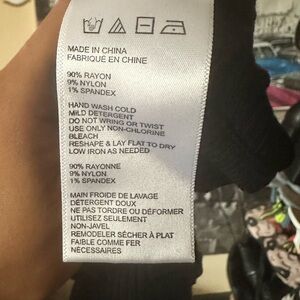 MADE IN CHINA
FABRIQUÉ EN CHINE
90% RAYON
9% NYLON
1% SPANDEX
HAND WASH COLD
MILD DETERGENT
DO NOT WRING OR TWIST
USE ONLY NON-CHLORINE
BLEACH
RESHAPE & LAY FLAT TO DRY
LOW IRON AS NEEDED
90% RAYONNE
9% NYLON
1% SPANDEX
MAIN FROIDE DE LAVAGE
DÉTERGENT DOUX
NE PAS TORDRE OU DÉFORMER
UTILISEZ SEULEMENT
NON-JAVEL
REMODELER SÉCHER À PLAT
FAIBLE COMME FER
NÉCESSAIRES